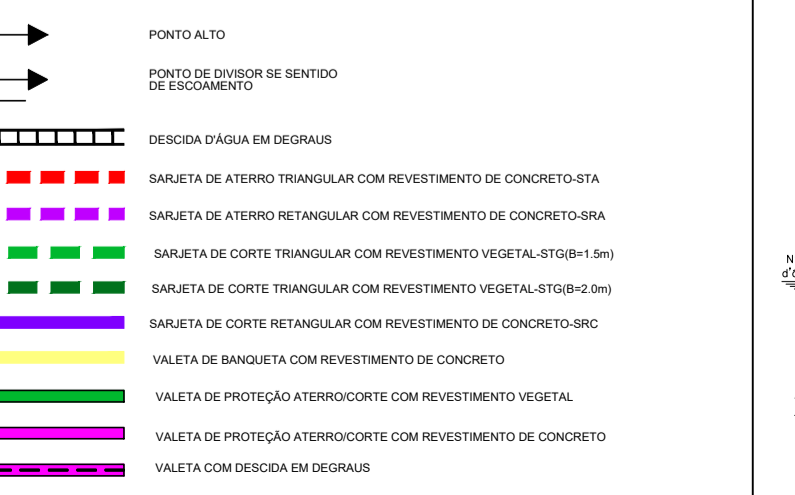 PONTO ALTO
PONTO DE DIVISOR SE SENTIDO
DE ESCOAMENTO
DESCIDA D'ÁGUA EM DEGRAUS
SARJETA DE ATERRO TRIANGULAR COM REVESTIMENTO DE CONCRETO-STA
SARJETA DE ATERRO RETANGULAR COM REVESTIMENTO DE CONCRETO-SRA
SARJETA DE CORTE TRIANGULAR COM REVESTIMENTO VEGETAL-STG(B=1.5m)
SARJETA DE CORTE TRIANGULAR COM REVESTIMENTO VEGETAL-STG(B=2.0m)
SARJETA DE CORTE RETANGULAR COM REVESTIMENTO DE CONCRETO-SRC
VALETA DE BANQUETA COM REVESTIMENTO DE CONCRETO
VALETA DE PROTEÇÃO ATERRO/CORTE COM REVESTIMENTO VEGETAL
VALETA DE PROTEÇÃO ATERRO/CORTE COM REVESTIMENTO DE CONCRETO
VALETA COM DESCIDA EM DEGRAUS